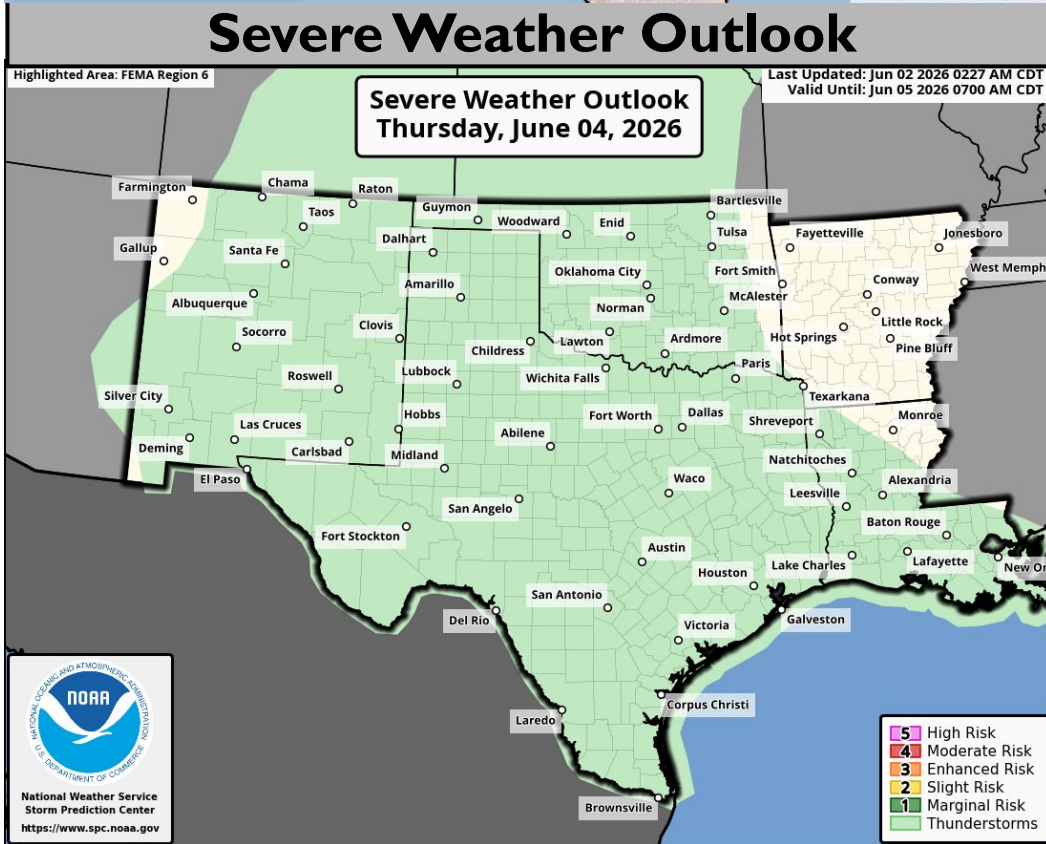 Severe Weather Outlook
Highlighted Area: FEMA Region 6
Last Updated: Jun 02 2026 0227 AM CDT
Valid Until: Jun 05 2026 0700 AM CDT
Severe Weather Outlook
Thursday, June 04, 2026
Farmington
Chama
Raton
Taos
Guymon
Woodward
Enid
Bartlesville
Tulsa
Fayetteville
Jonesboro
Gallup
Santa Fe
Dalhart
Oklahoma City
Fort Smith
Conway
West Memph
Albuquerque
Amarillo
Norman
McAlester
Little Rock
Socorro
Clovis
Childress
Lawton
Ardmore
Hot Springs
Pine Bluff
Roswell
Lubbock
Wichita Falls
Paris
Texarkana
Silver City
Las Cruces
Hobbs
Fort Worth
Dallas
Shreveport
Monroe
Deming
Carlsbad
Midland
Abilene
Natchitoches
El Paso
Waco
Leesville
Alexandria
San Angelo
Baton Rouge
Fort Stockton
Austin
Houston
Lake Charles
Lafayette
New Or
San Antonio
Del Rio
Victoria
Galveston
Laredo
Corpus Christi
Brownsville
NATIONAL OCEANIC AND ATMOSPHERIC ADMINISTRATION
NOAA
U.S. DEPARTMENT OF COMMERCE
National Weather Service
Storm Prediction Center
https://www.spc.noaa.gov
5 High Risk
4 Moderate Risk
3 Enhanced Risk
2 Slight Risk
1 Marginal Risk
Thunderstorms